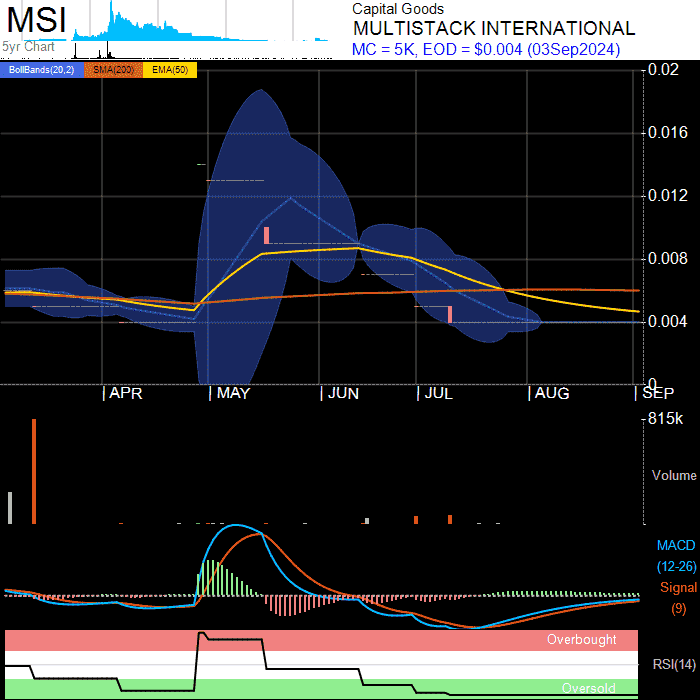 MSI
5yr Chart
Capital Goods
MULTISTACK INTERNATIONAL
MC = 5K, EOD = $0.004 (03Sep2024)
BollBands(20,2) SMA(200) EMA(50)
0.02
0.016
0.012
0.008
0.004
0
APR MAY JUN JUL AUG SEP
815k
Volume
MACD
(12-26)
Signal
(9)
Overbought
RSI(14)
Oversold